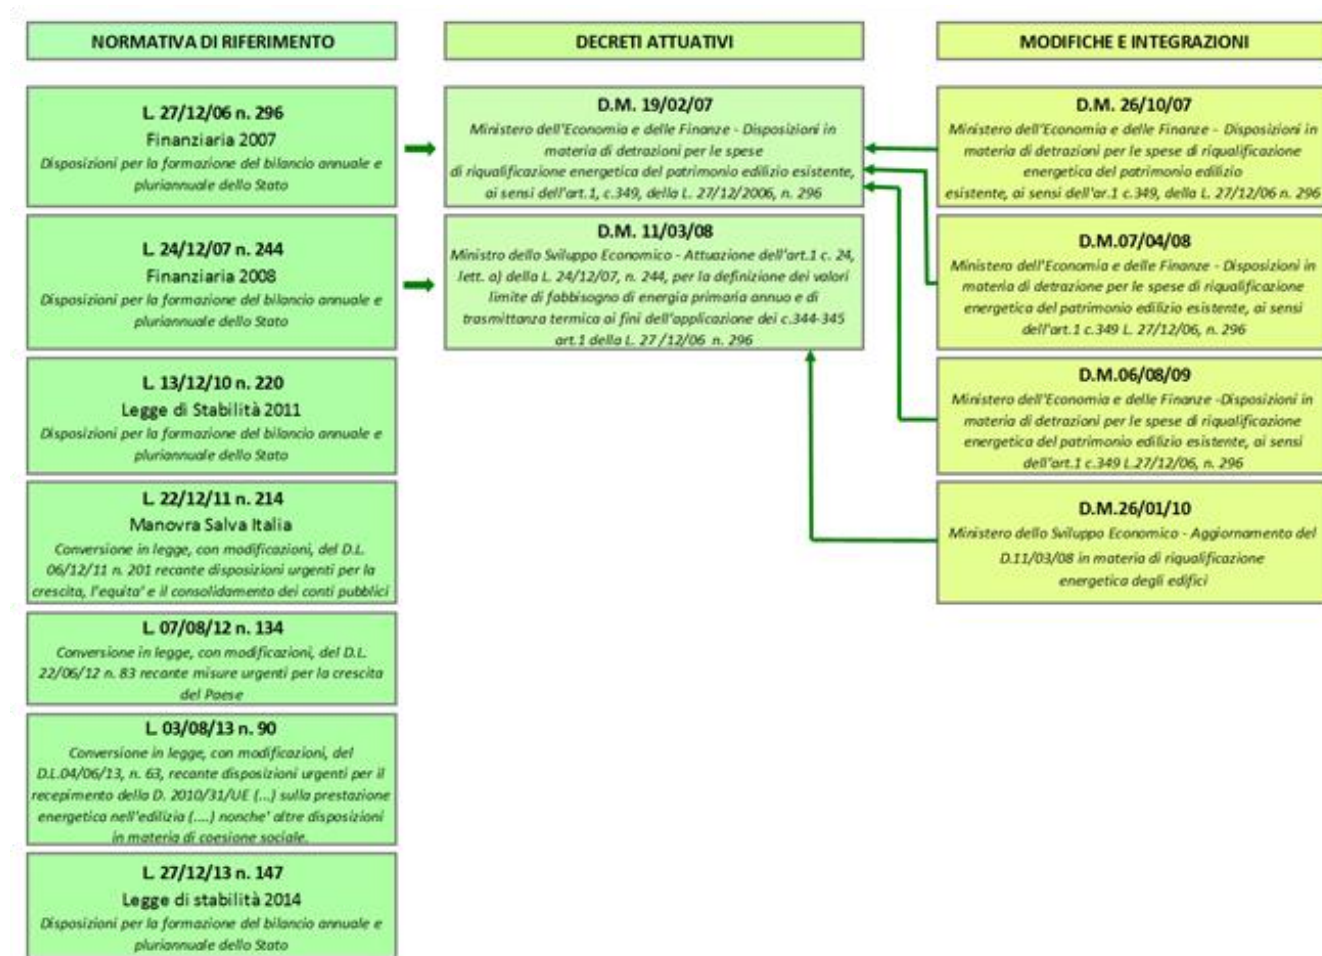 NORMATIVA DI RIFERIMENTO
L. 27/12/06 n. 296
Finanziaria 2007
Disposizioni per la formazione del bilancio annuale e
pluriannuale dello Stato
L. 24/12/07 n. 244
Finanziaria 2008
Disposizioni per la formazione del bilancio annuale e
pluriannuale dello Stato
L. 13/12/10 n. 220
Legge di Stabilità 2011
Disposizioni per la formazione del bilancio annuale e
pluriannuale dello Stato
L. 22/12/11 n. 214
Manovra Salva Italia
Conversione in legge, con modificazioni, del D.L.
06/12/11 n. 201 recante disposizioni urgenti per la
crescita, l'equita' e il consolidamento dei conti pubblici
L. 07/08/12 n. 134
Conversione in legge, con modificazioni, del D.L.
22/06/12 n. 83 recante misure urgenti per la crescita
del Paese
L. 03/08/13 n. 90
Conversione in legge, con modificazioni, del
D.L.04/06/13, n. 63, recante disposizioni urgenti per il
recepimento della D. 2010/31/UE (...) sulla prestazione
energetica nell'edilizia (....) nonche' altre disposizioni
in materia di coesione sociale.
L. 27/12/13 n. 147
Legge di stabilità 2014
Disposizioni per la formazione del bilancio annuale e
pluriannuale dello Stato
DECRETI ATTUATIVI
D.M. 19/02/07
Ministero dell'Economia e delle Finanze - Disposizioni in
materia di detrazioni per le spese
di riqualificazione energetica del patrimonio edilizio esistente,
ai sensi dell'art.1, c.349, della L. 27/12/2006, n. 296
D.M. 11/03/08
Ministro dello Sviluppo Economico - Attuazione dell'art.1 c. 24,
lett. a) della L. 24/12/07, n. 244, per la definizione dei valori
limite di fabbisogno di energia primaria annuo e di
trasmittanza termica ai fini dell'applicazione dei c.344-345
art.1 della L. 27 /12/06 n. 296
MODIFICHE E INTEGRAZIONI
D.M. 26/10/07
Ministero dell'Economia e delle Finanze - Disposizioni in
materia di detrazioni per le spese di riqualificazione
energetica del patrimonio edilizio
esistente, ai sensi dell'ar.1 c.349, della L. 27/12/06 n. 296
D.M.07/04/08
Ministero dell'Economia e delle Finanze - Disposizioni in
materia di detrazione per le spese di riqualificazione
energetica del patrimonio edilizio esistente, ai sensi
dell'art.1 c.349 L. 27/12/06, n. 296
D.M.06/08/09
Ministero dell'Economia e delle Finanze -Disposizioni in
materia di detrazioni per le spese di riqualificazione
energetica del patrimonio edilizio esistente, ai sensi
dell'art.1 c.349 L.27/12/06, n. 296
D.M.26/01/10
Ministero dello Sviluppo Economico - Aggiornamento del
D.11/03/08 in materia di riqualificazione
energetica degli edifici